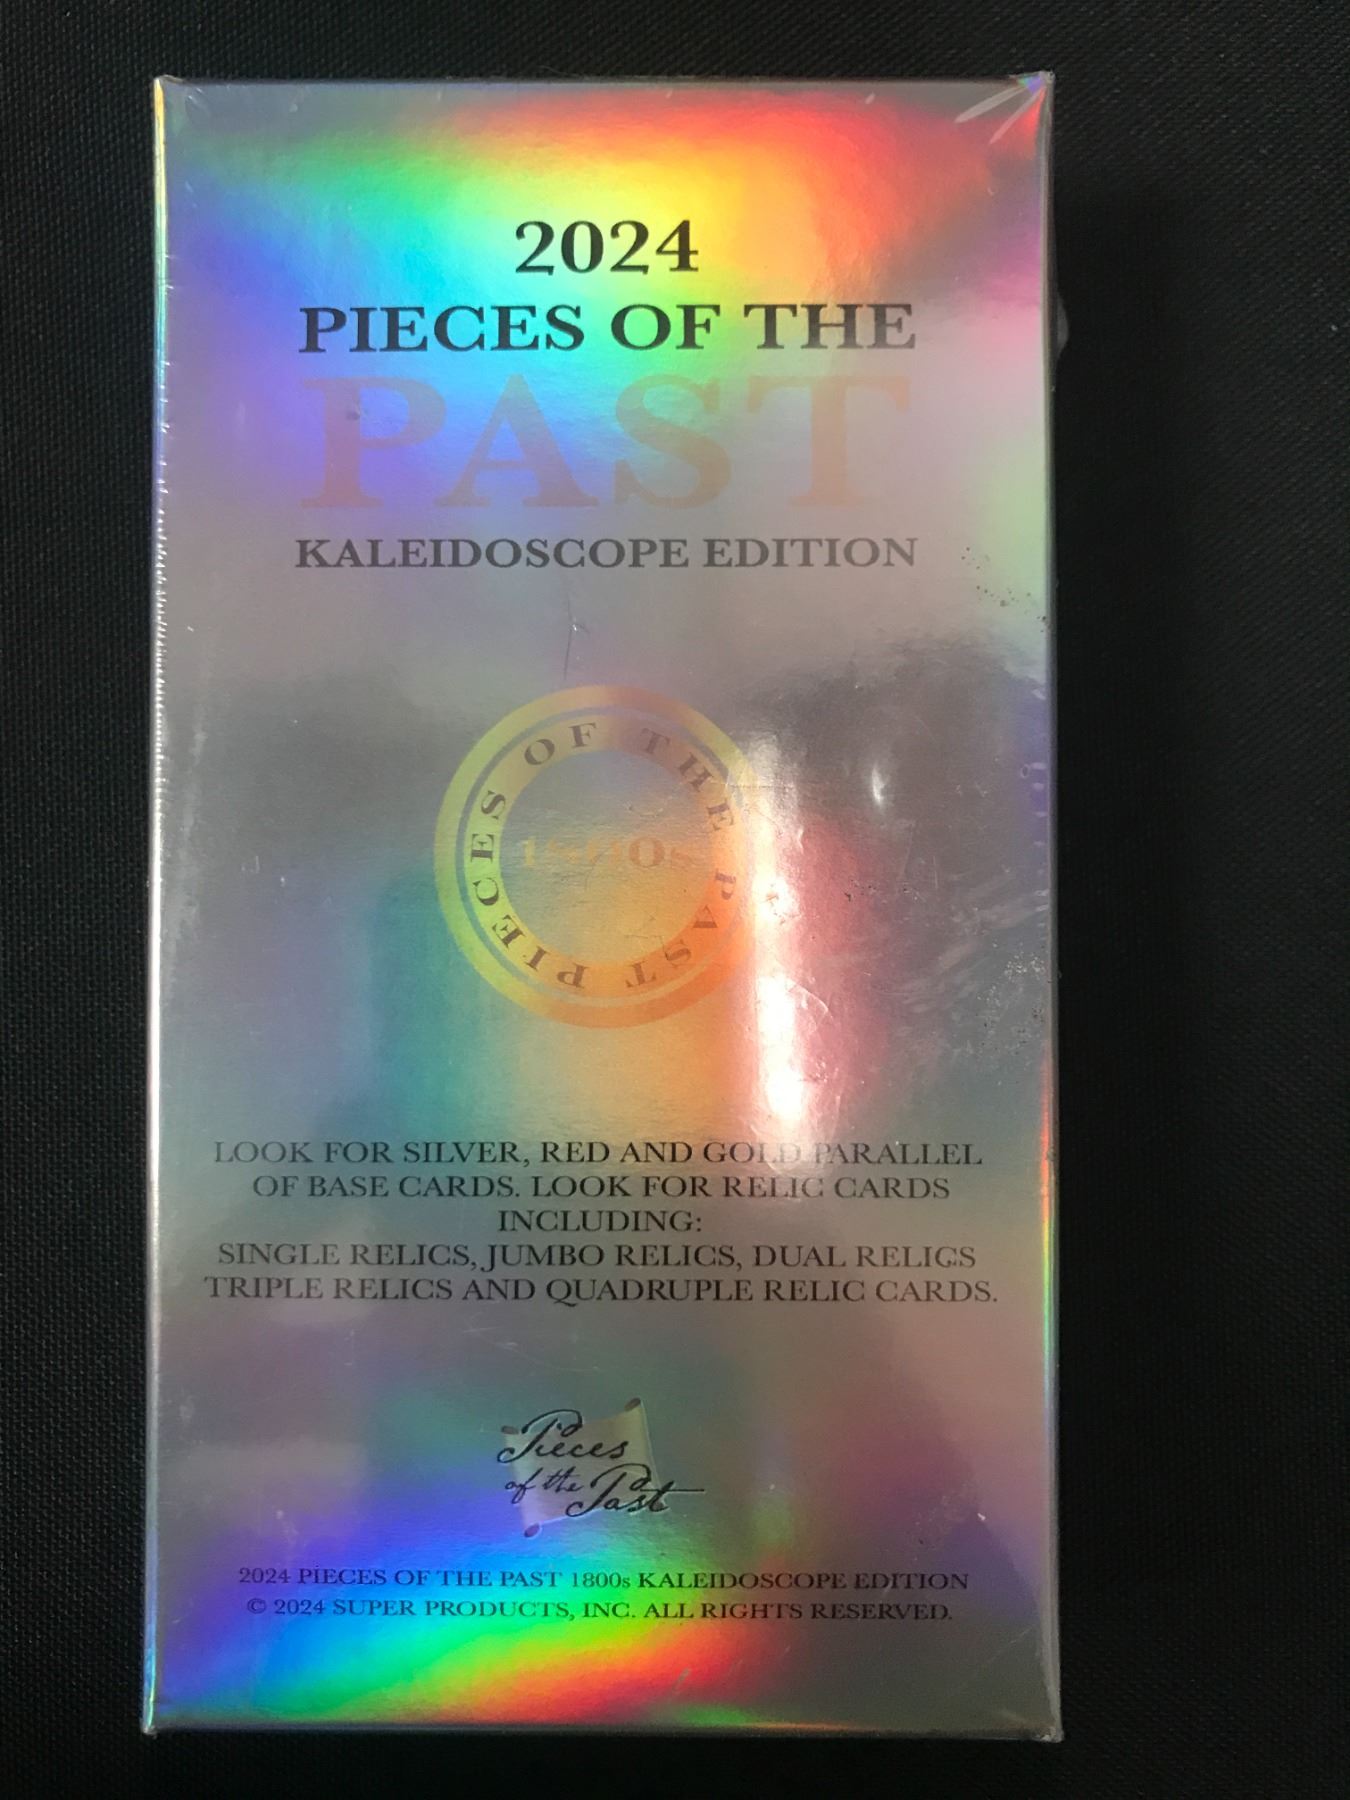 2024
PIECES OF THE
PAST
KALEIDOSCOPE EDITION
PIECES OF THE PAST
1800s
LOOK FOR SILVER, RED AND GOLD PARALLEL
OF BASE CARDS. LOOK FOR RELIC CARDS
INCLUDING:
SINGLE RELICS, JUMBO RELICS, DUAL RELICS
TRIPLE RELICS AND QUADRUPLE RELIC CARDS.
Pieces
of the Past
2024 PIECES OF THE PAST 1800s KALEIDOSCOPE EDITION
© 2024 SUPER PRODUCTS, INC. ALL RIGHTS RESERVED.